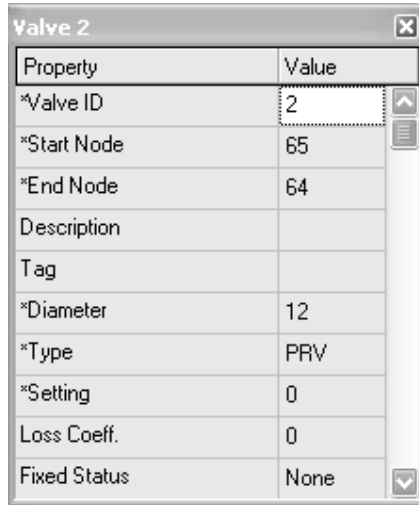 Valve 2
Property Value
*Valve ID 2
*Start Node 65
*End Node 64
Description
Tag
*Diameter 12
*Type PRV
*Setting 0
Loss Coeff. 0
Fixed Status None